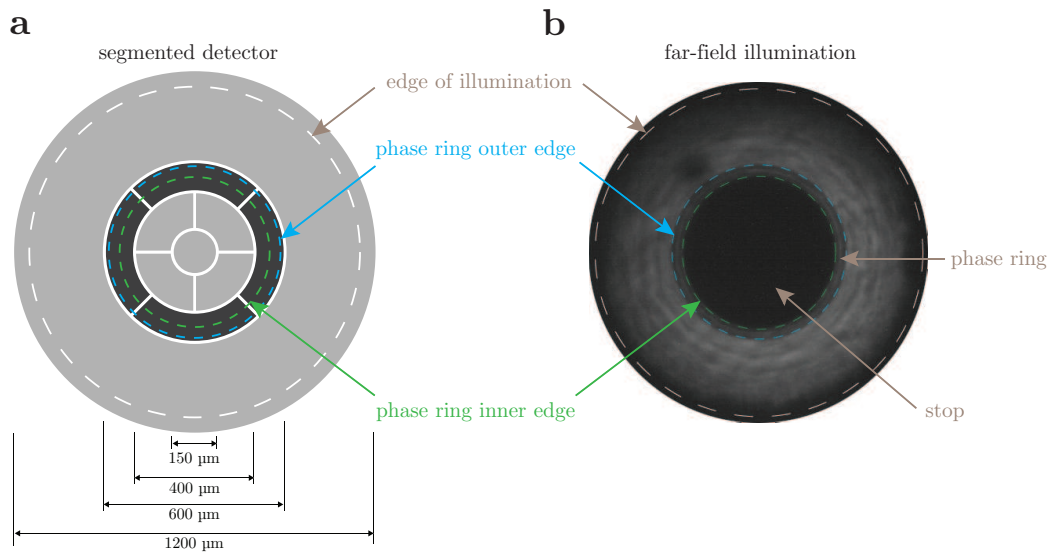 a
b
segmented detector
far-field illumination
edge of illumination
phase ring outer edge
phase ring
phase ring inner edge
stop
150 µm
400 µm
600 µm
1200 µm